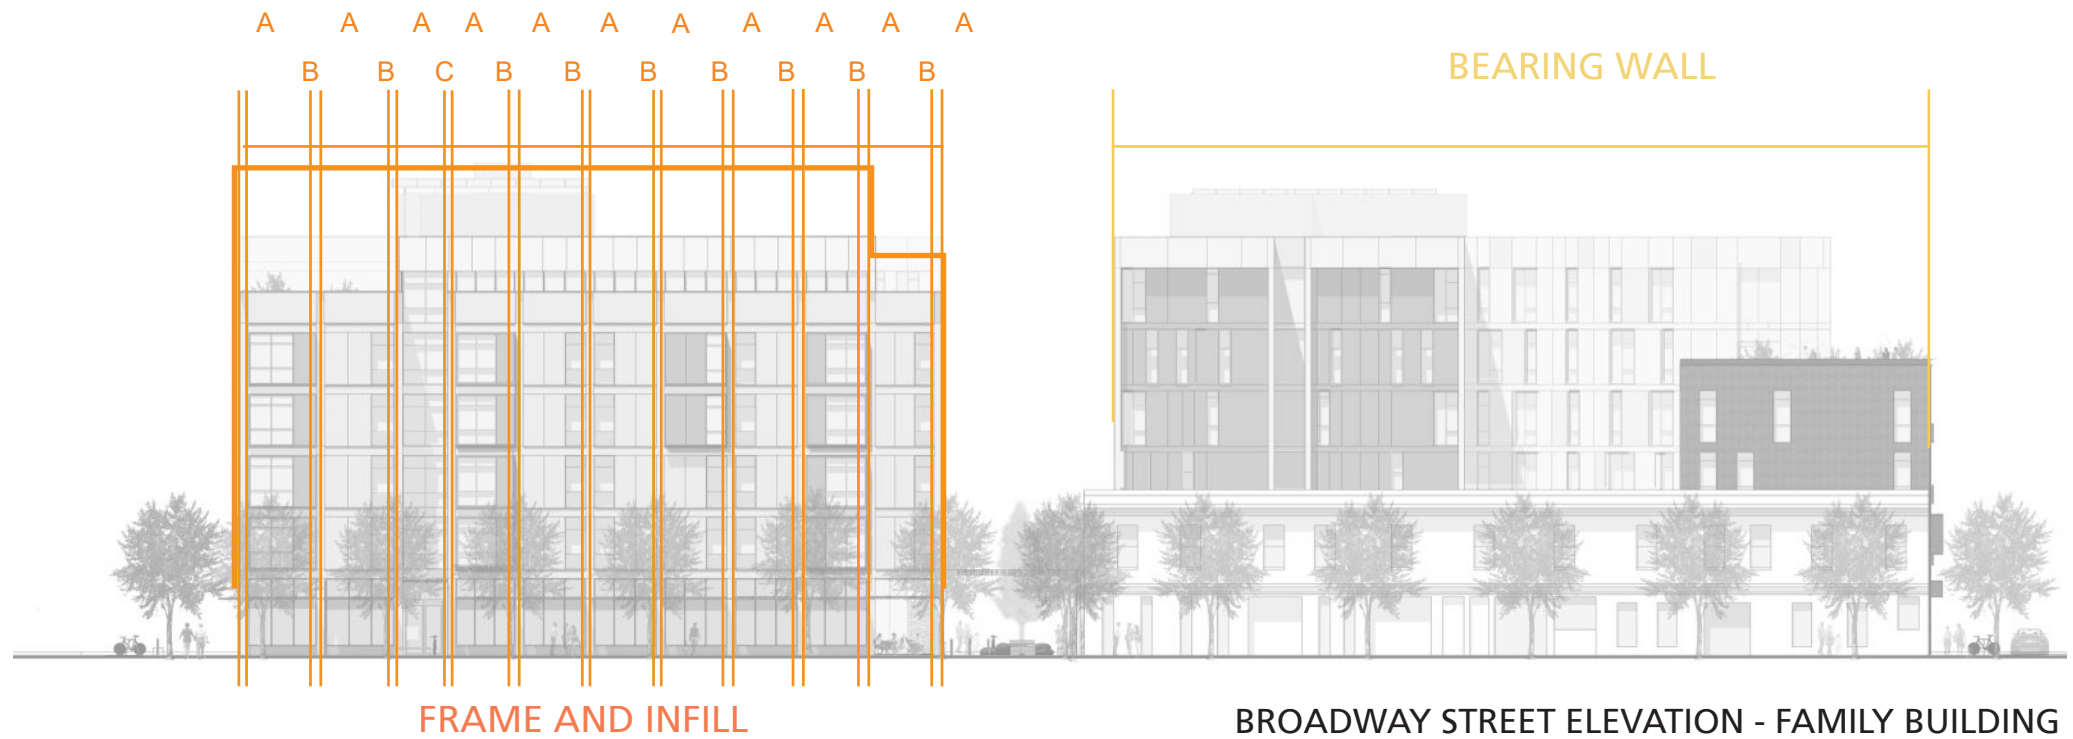 A A A A A A A A A A A
B B C B B B B B B B
BEARING WALL
FRAME AND INFILL
BROADWAY STREET ELEVATION - FAMILY BUILDING